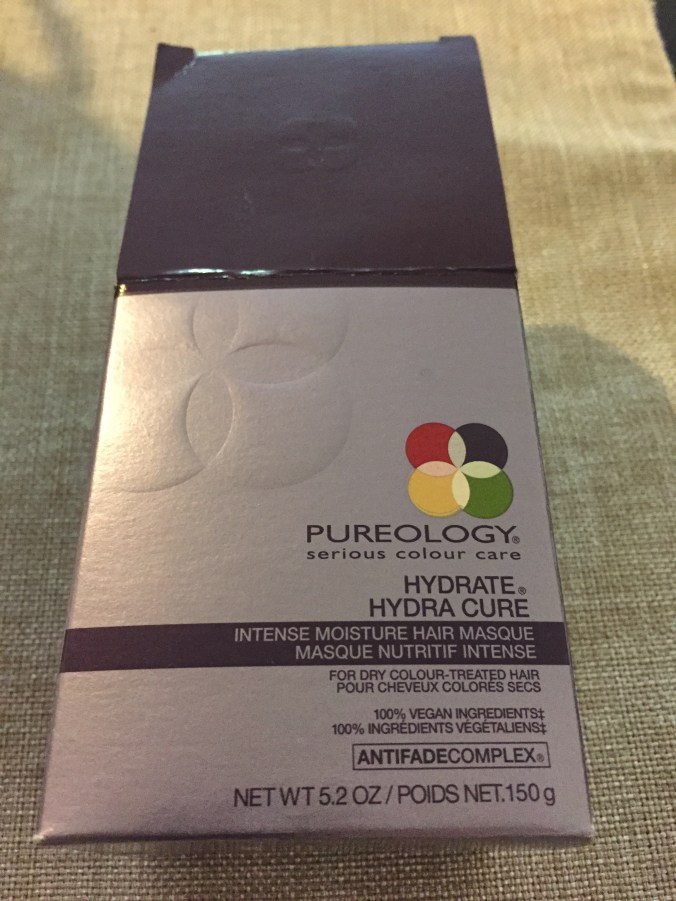 PUREOLOGY®
serious colour care
HYDRATE®
HYDRA CURE
INTENSE MOISTURE HAIR MASQUE
MASQUE NUTRITIF INTENSE
FOR DRY COLOUR-TREATED HAIR
POUR CHEVEUX COLORÉS SECS
100% VEGAN INGREDIENTS‡
100% INGRÉDIENTS VÉGÉTALIENS‡
ANTIFADECOMPLEX®
NET WT 5.2 OZ / POIDS NET.150 g